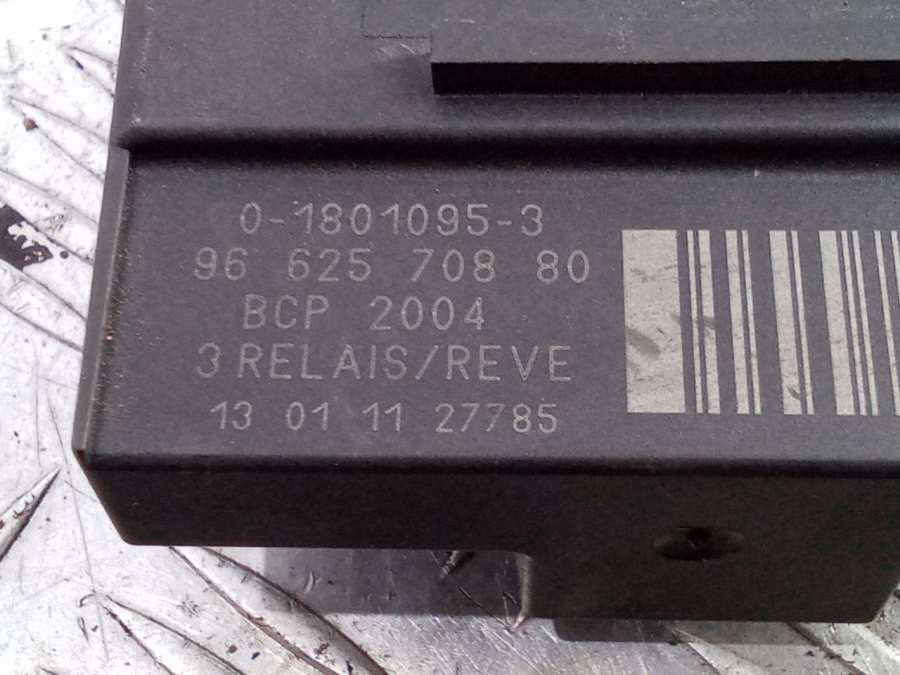 0-1801095-3
96 625 708 80
BCP 2004
3 RELAIS/REVE
13 01 11 27785